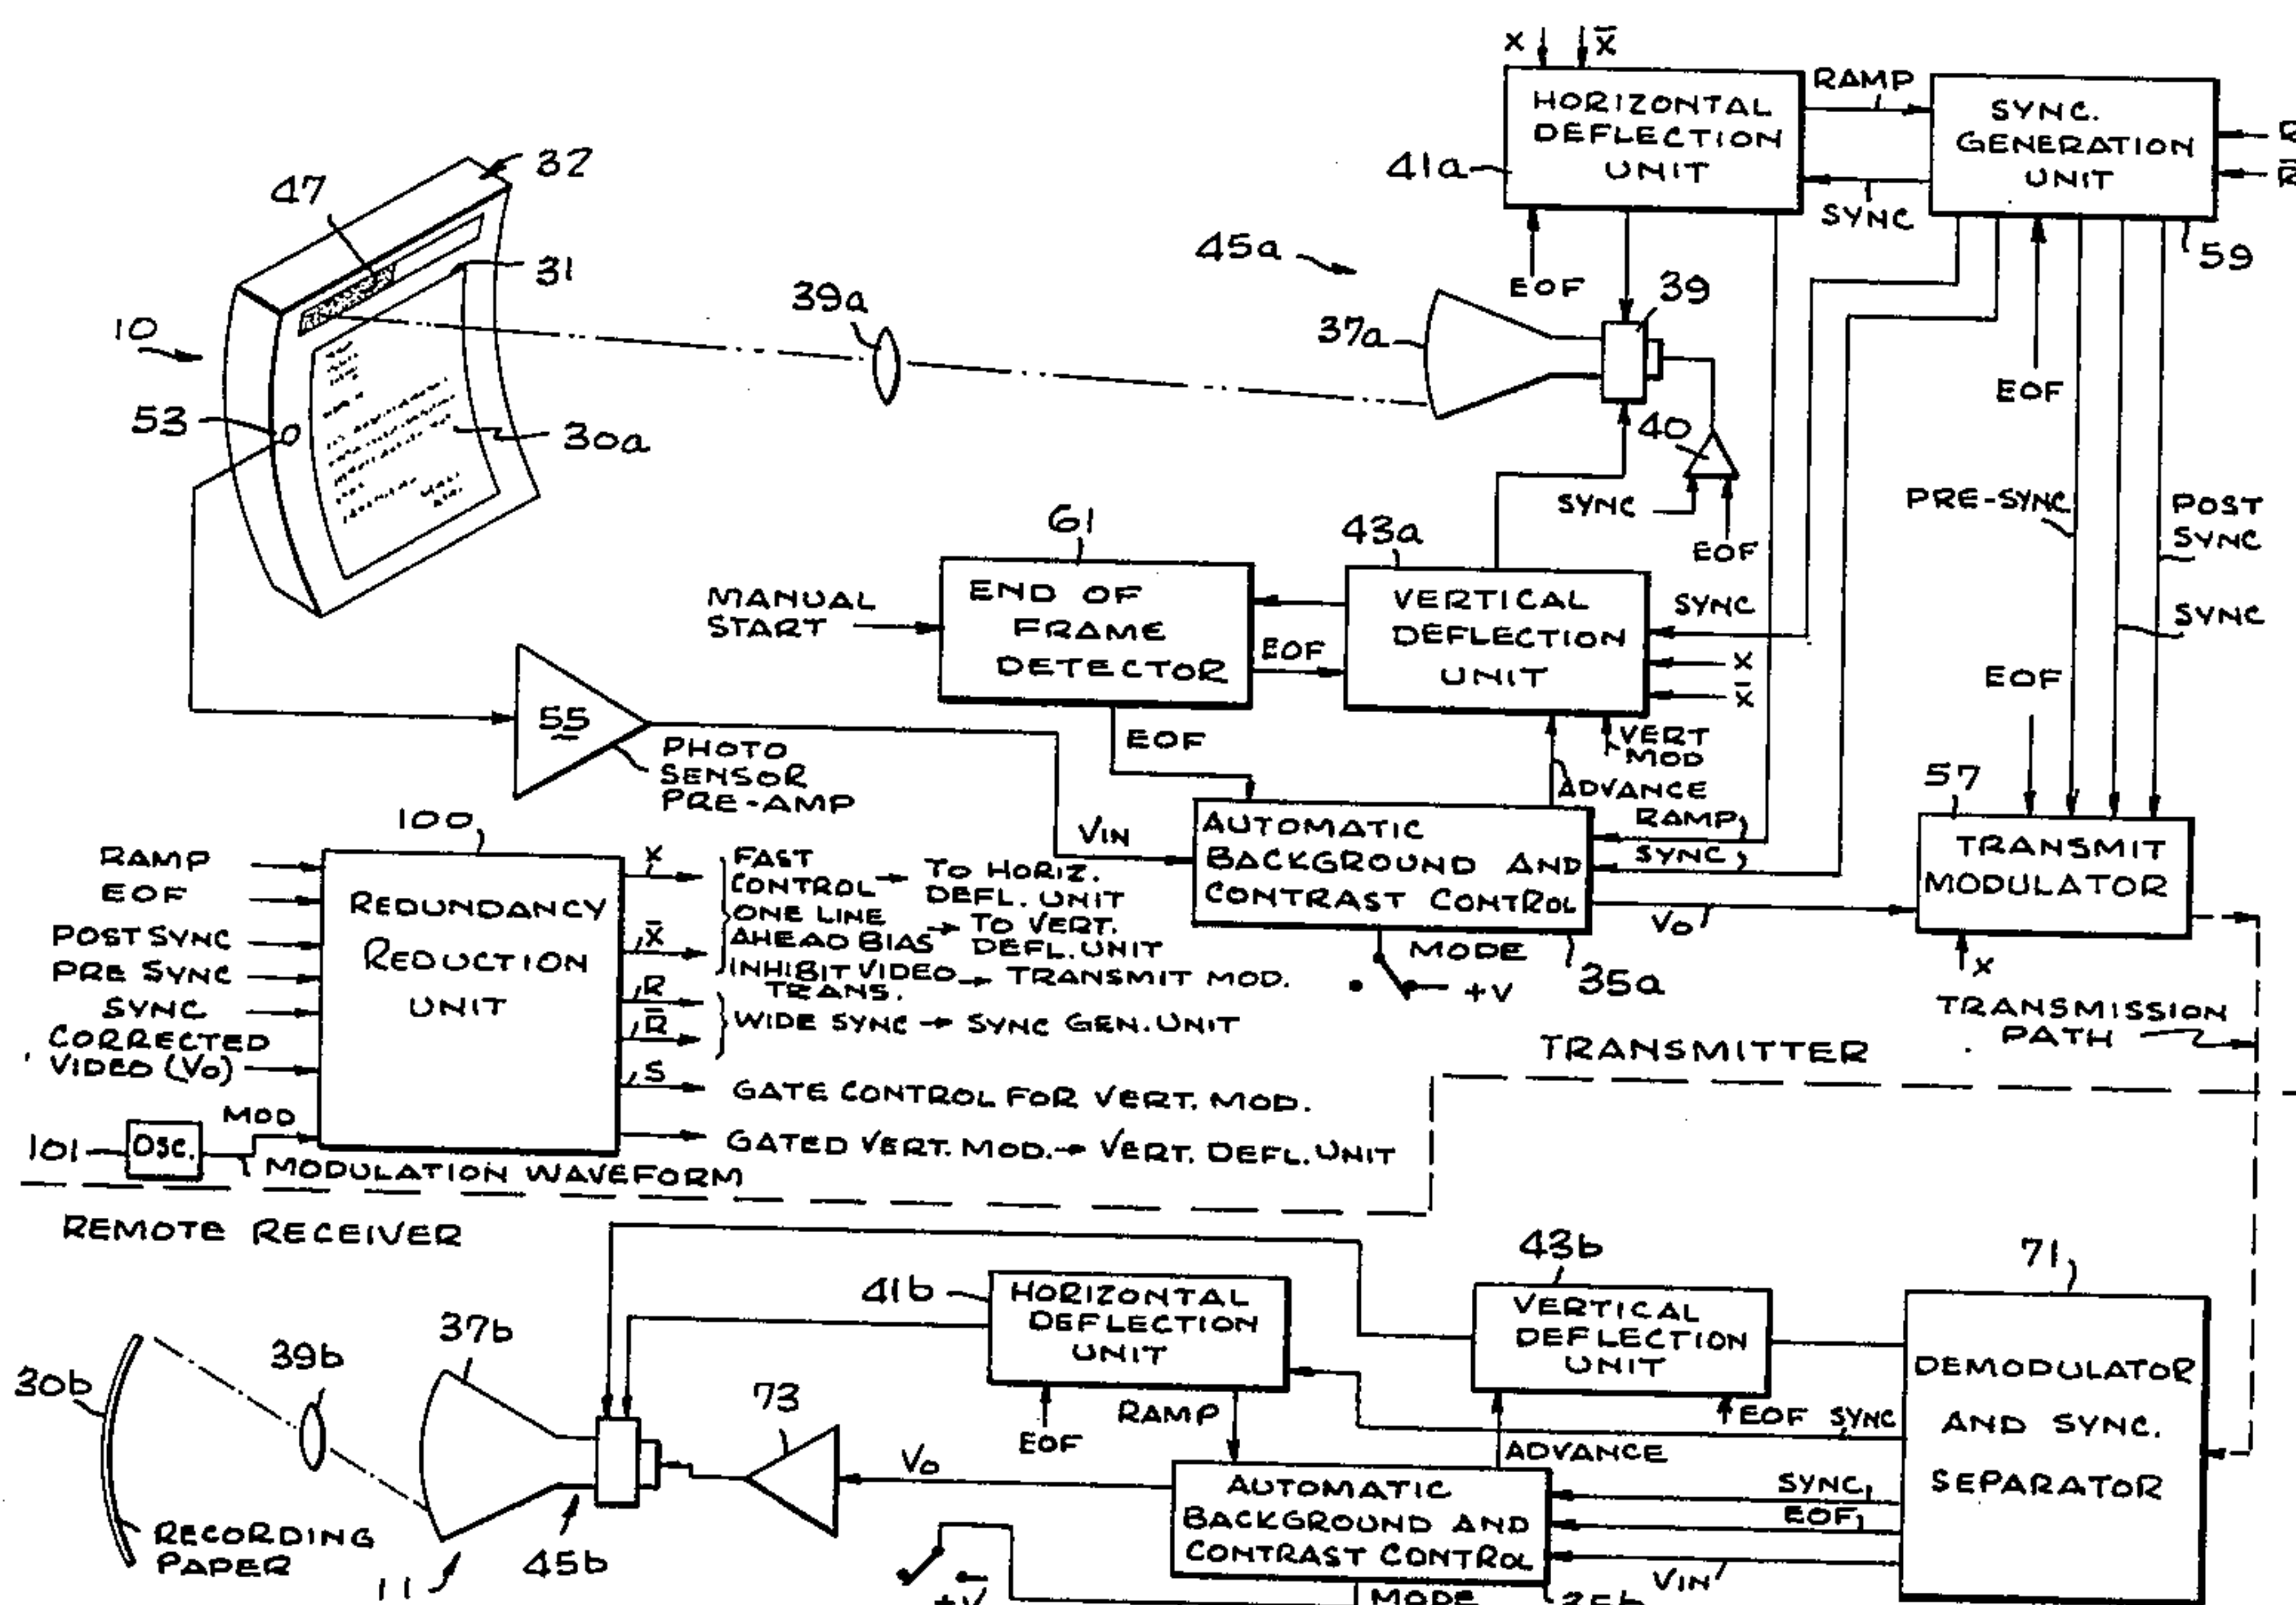 X X̄
HORIZONTAL
DEFLECTION
UNIT
41a
RAMP
SYNC
SYNC.
GENERATION
UNIT
59
R̄
EOF
EOF
32
47
31
10
53
30a
39a
45a
37a
39
40
SYNC
EOF
PRE-SYNC
POST
SYNC
SYNC
EOF
61
END OF
FRAME
DETECTOR
MANUAL
START
EOF
EOF
43a
VERTICAL
DEFLECTION
UNIT
SYNC
X
X̄
VERT
MOD
ADVANCE
RAMP
SYNC
55
PHOTO
SENSOR
PRE-AMP
VIN
AUTOMATIC
BACKGROUND AND
CONTRAST CONTROL
MODE
+V
35a
VO
57
TRANSMIT
MODULATOR
X
TRANSMISSION
PATH
100
RAMP
EOF
POST SYNC
PRE SYNC
SYNC
CORRECTED
VIDEO (VO)
MOD
101
OSC.
MODULATION WAVEFORM
REDUNDANCY
REDUCTION
UNIT
X
X̄
R
R̄
S
FAST
CONTROL → TO HORIZ.
DEFL. UNIT
ONE LINE
AHEAD BIAS → TO VERT.
DEFL. UNIT
INHIBIT VIDEO → TRANSMIT MOD.
TRANS.
WIDE SYNC → SYNC GEN. UNIT
GATE CONTROL FOR VERT. MOD.
GATED VERT. MOD. → VERT. DEFL. UNIT
TRANSMITTER
REMOTE RECEIVER
30b
RECORDING
PAPER
39b
37b
11
45b
73
VO
41b
HORIZONTAL
DEFLECTION
UNIT
EOF
RAMP
43b
VERTICAL
DEFLECTION
UNIT
EOF
SYNC
ADVANCE
71
DEMODULATOR
AND SYNC.
SEPARATOR
AUTOMATIC
BACKGROUND AND
CONTRAST CONTROL
SYNC
EOF
VIN
MODE
+V
35b